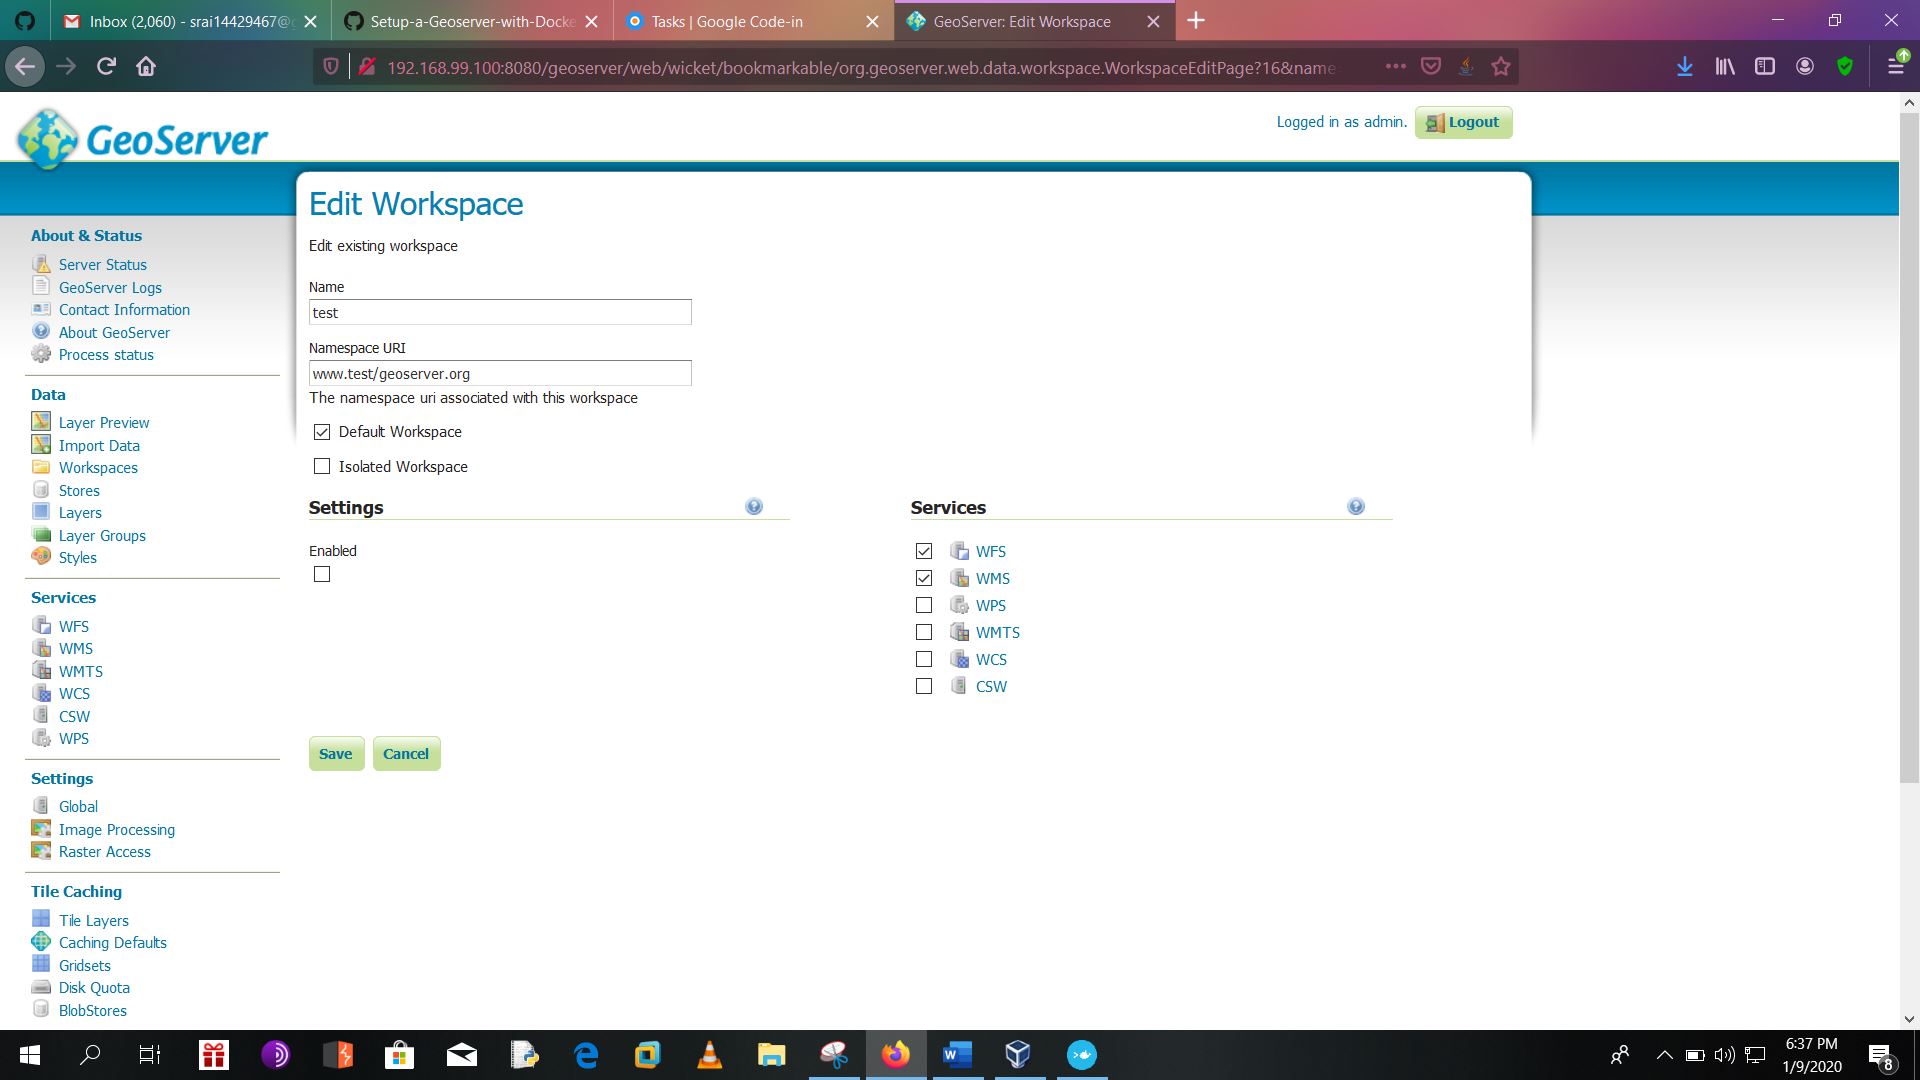 Inbox (2,060) - srai14429467@g
Setup-a-Geoserver-with-Docke
Tasks | Google Code-in
GeoServer: Edit Workspace
192.168.99.100:8080/geoserver/web/wicket/bookmarkable/org.geoserver.web.data.workspace.WorkspaceEditPage?16&name
GeoServer
Logged in as admin.
Logout
Edit Workspace
Edit existing workspace
Name
test
Namespace URI
www.test/geoserver.org
The namespace uri associated with this workspace
Default Workspace
Isolated Workspace
Settings
Enabled
Services
WFS
WMS
WPS
WMTS
WCS
CSW
Save
Cancel
About & Status
Server Status
GeoServer Logs
Contact Information
About GeoServer
Process status
Data
Layer Preview
Import Data
Workspaces
Stores
Layers
Layer Groups
Styles
Services
WFS
WMS
WMTS
WCS
CSW
WPS
Settings
Global
Image Processing
Raster Access
Tile Caching
Tile Layers
Caching Defaults
Gridsets
Disk Quota
BlobStores
6:37 PM
1/9/2020
8